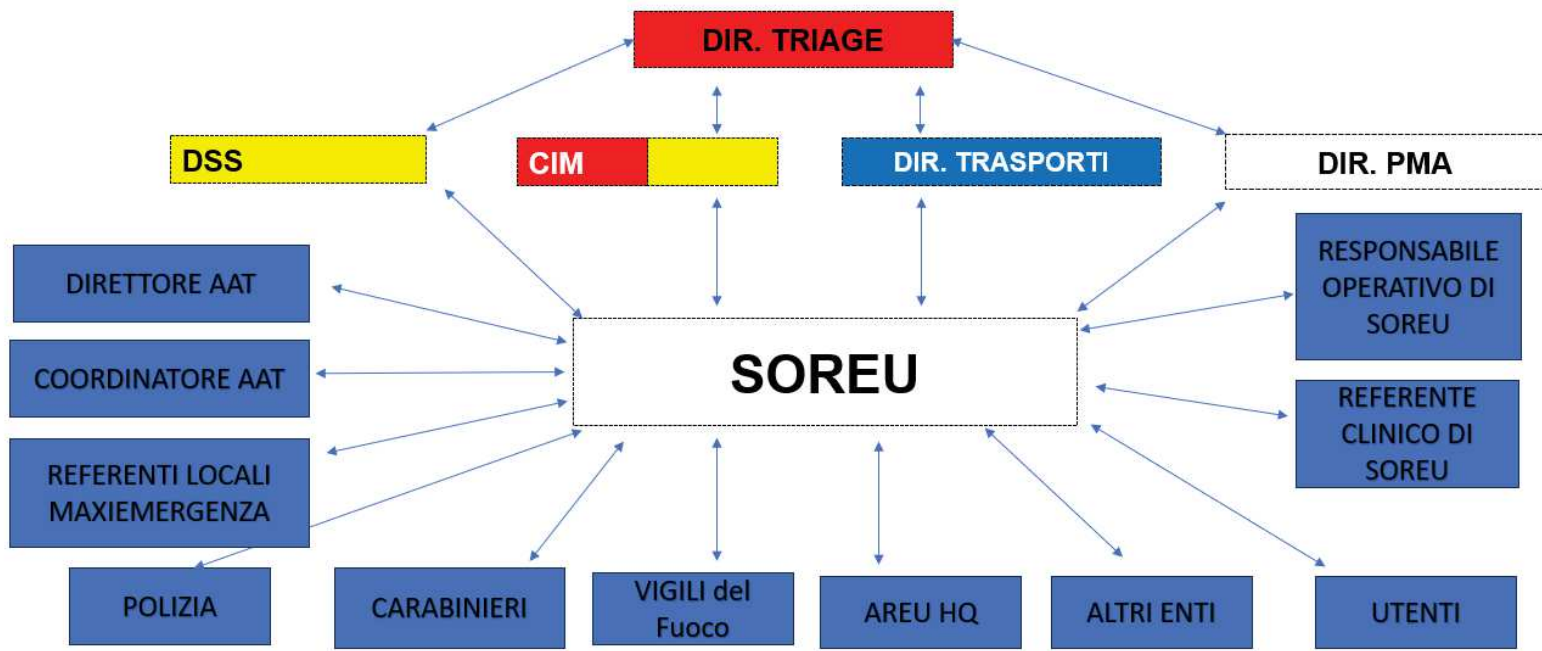 DIR. TRIAGE
DSS
CIM
DIR. TRASPORTI
DIR. PMA
DIRETTORE AAT
RESPONSABILE
OPERATIVO DI
SOREU
SOREU
COORDINATORE AAT
REFERENTE
CLINICO DI
SOREU
REFERENTI LOCALI
MAXIEMERGENZA
POLIZIA
CARABINIERI
VIGILI del
Fuoco
AREU HQ
ALTRI ENTI
UTENTI